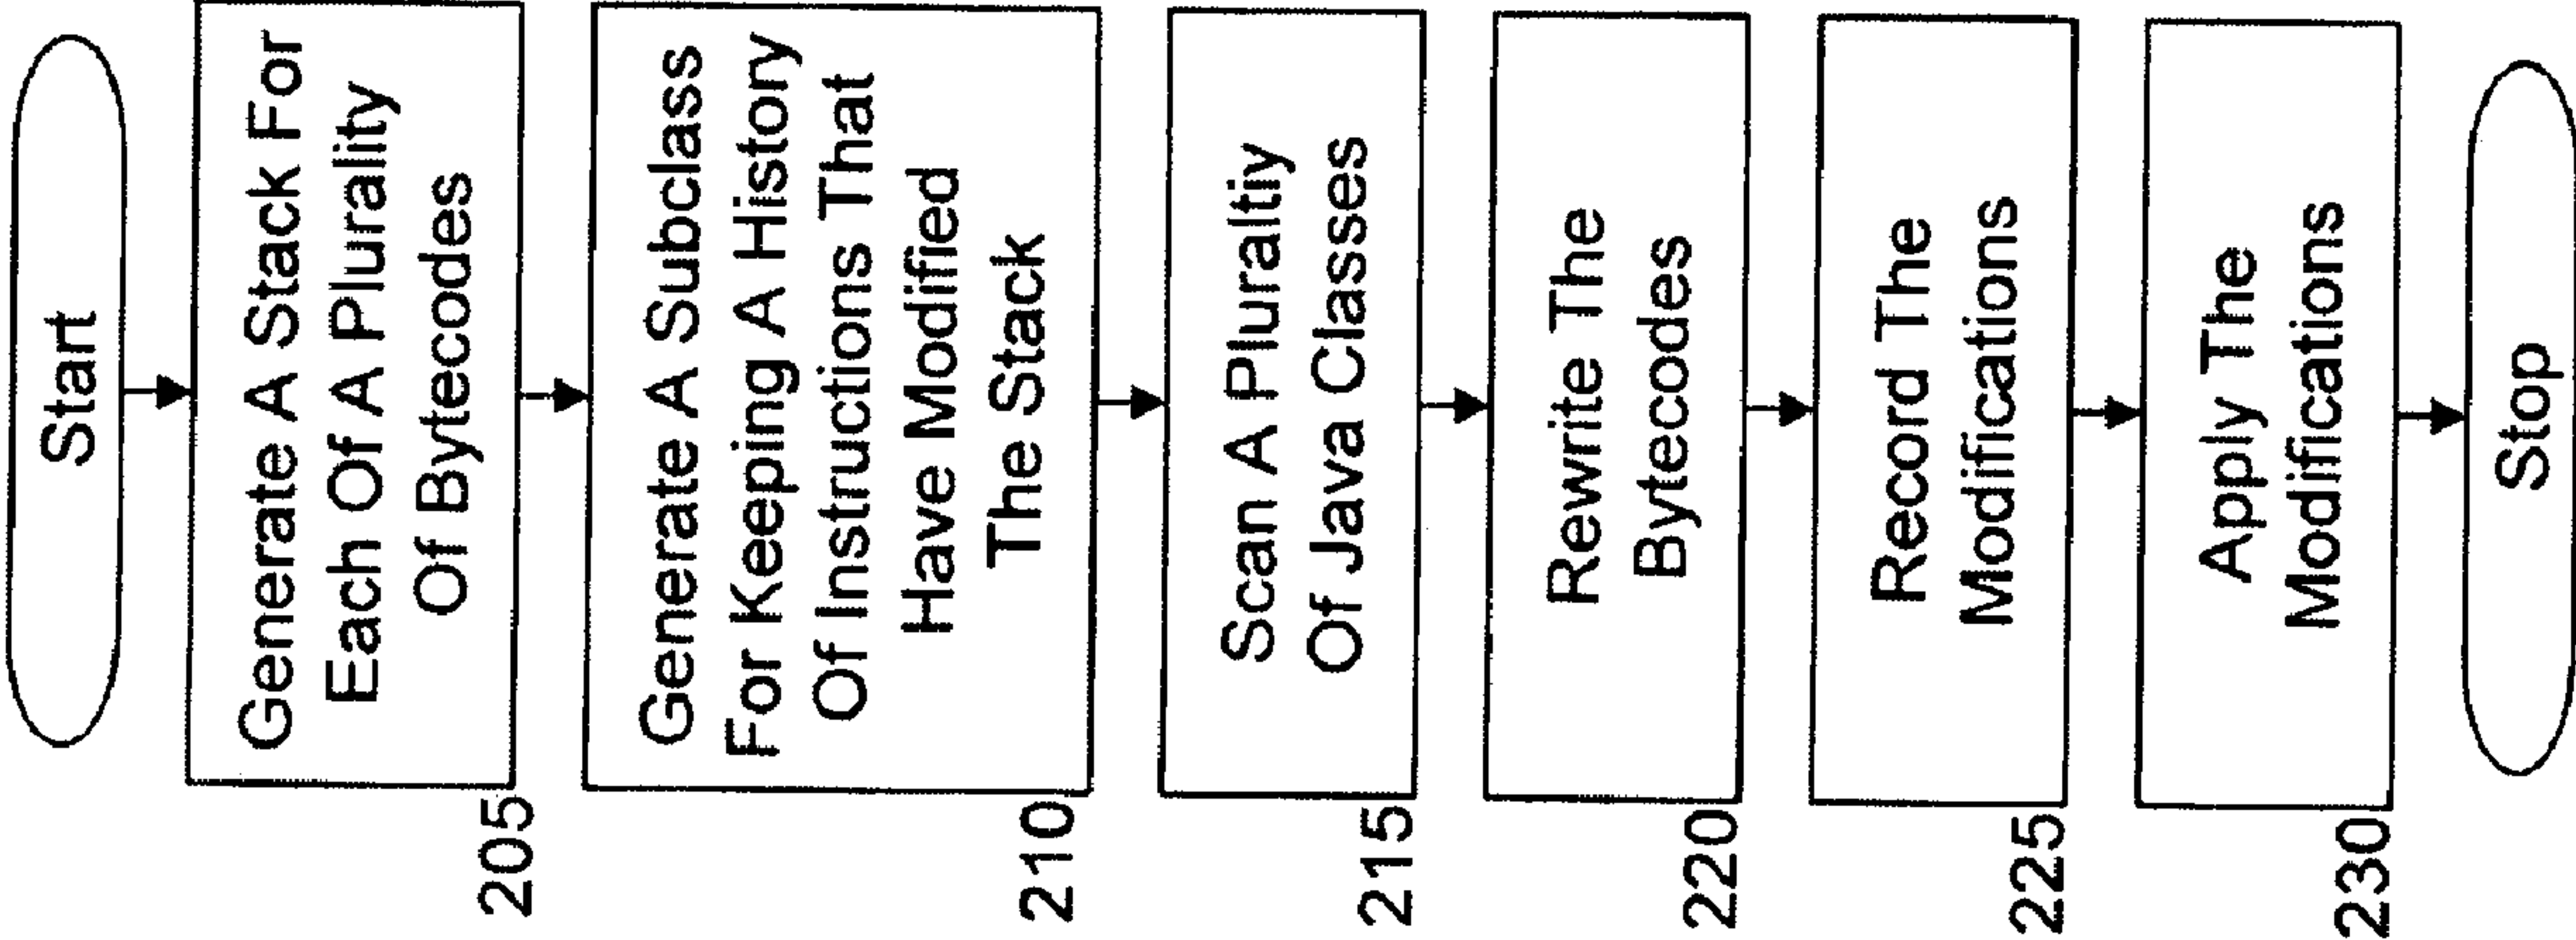 Start
Generate A Stack For
Each Of A Plurality
Of Bytecodes
205
Generate A Subclass
For Keeping A History
Of Instructions That
Have Modified
The Stack
210
Scan A Pluraltiy
Of Java Classes
215
Rewrite The
Bytecodes
220
Record The
Modifications
225
Apply The
Modifications
230
Stop